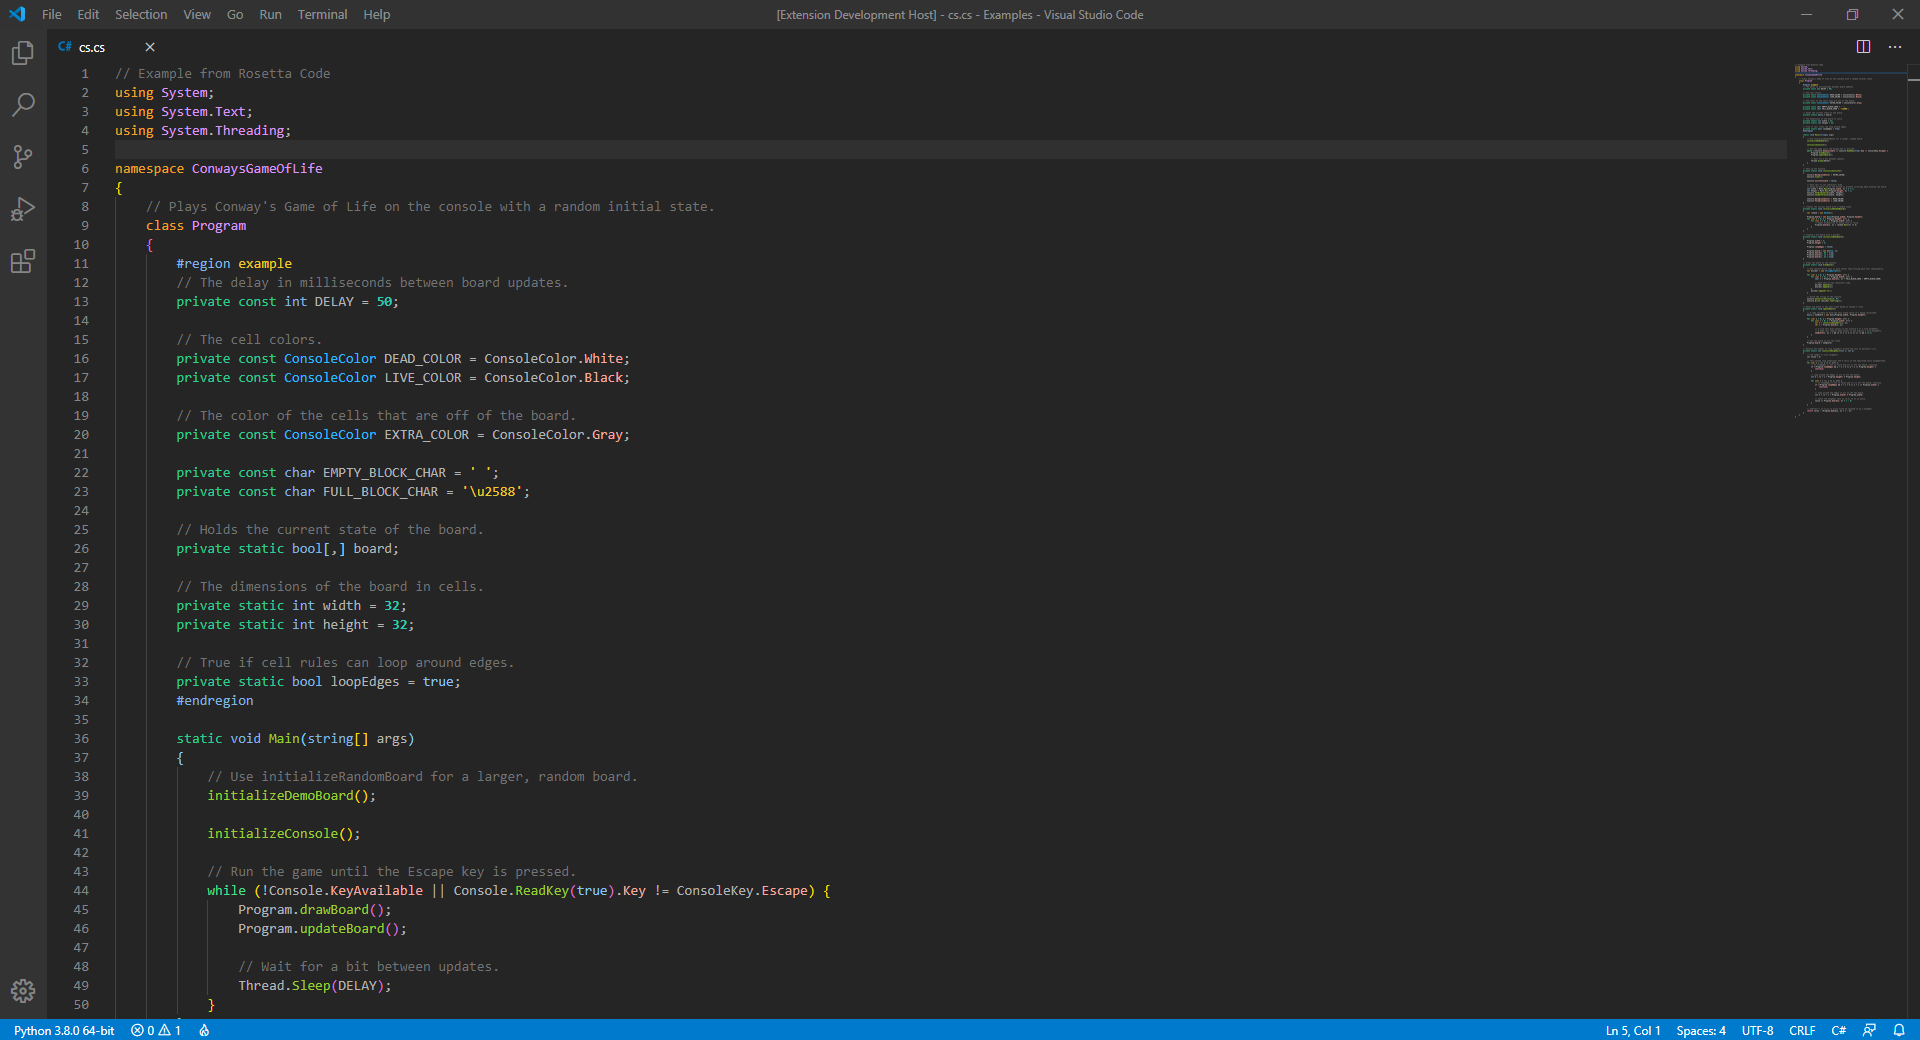 File Edit Selection View Go Run Terminal Help [Extension Development Host] - cs.cs - Examples - Visual Studio Code
C# cs.cs
1 // Example from Rosetta Code
2 using System;
3 using System.Text;
4 using System.Threading;
5
6 namespace ConwaysGameOfLife
7 {
8 // Plays Conway's Game of Life on the console with a random initial state.
9 class Program
10 {
11 #region example
12 // The delay in milliseconds between board updates.
13 private const int DELAY = 50;
14
15 // The cell colors.
16 private const ConsoleColor DEAD_COLOR = ConsoleColor.White;
17 private const ConsoleColor LIVE_COLOR = ConsoleColor.Black;
18
19 // The color of the cells that are off of the board.
20 private const ConsoleColor EXTRA_COLOR = ConsoleColor.Gray;
21
22 private const char EMPTY_BLOCK_CHAR = ' ';
23 private const char FULL_BLOCK_CHAR = '\u2588';
24
25 // Holds the current state of the board.
26 private static bool[,] board;
27
28 // The dimensions of the board in cells.
29 private static int width = 32;
30 private static int height = 32;
31
32 // True if cell rules can loop around edges.
33 private static bool loopEdges = true;
34 #endregion
35
36 static void Main(string[] args)
37 {
38 // Use initializeRandomBoard for a larger, random board.
39 initializeDemoBoard();
40
41 initializeConsole();
42
43 // Run the game until the Escape key is pressed.
44 while (!Console.KeyAvailable || Console.ReadKey(true).Key != ConsoleKey.Escape) {
45 Program.drawBoard();
46 Program.updateBoard();
47
48 // Wait for a bit between updates.
49 Thread.Sleep(DELAY);
50 }
Python 3.8.0 64-bit 0 1 Ln 5, Col 1 Spaces: 4 UTF-8 CRLF C#